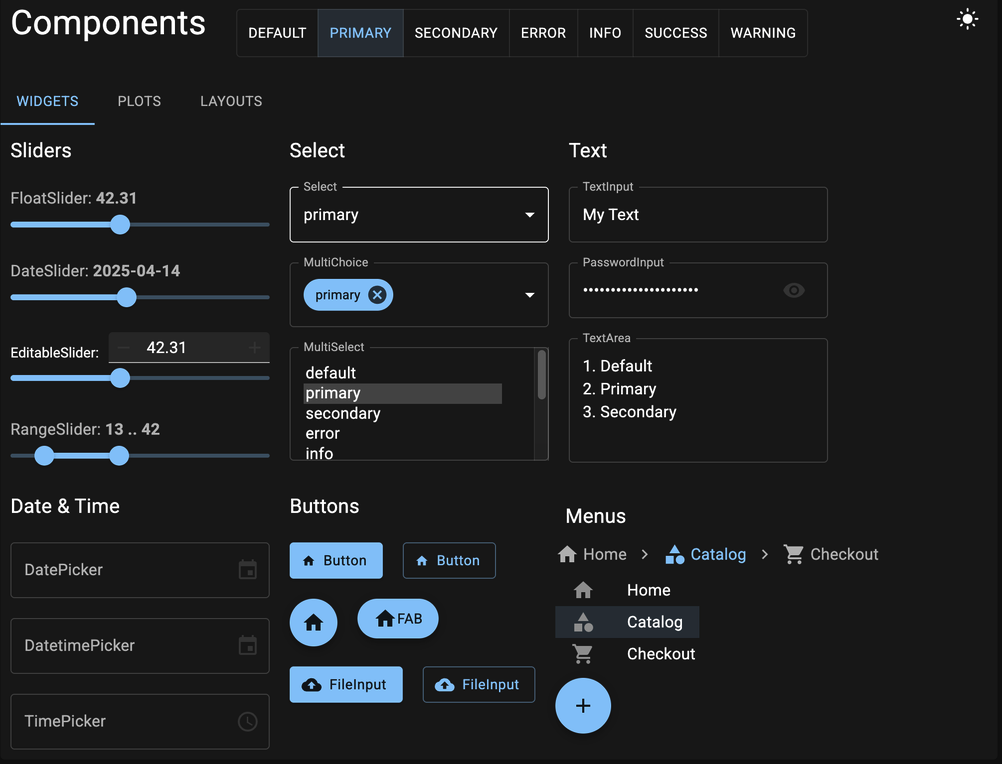 Components
DEFAULT PRIMARY SECONDARY ERROR INFO SUCCESS WARNING
WIDGETS PLOTS LAYOUTS
Sliders
FloatSlider: 42.31
DateSlider: 2025-04-14
EditableSlider: 42.31
RangeSlider: 13 .. 42
Select
Select
primary
MultiChoice
primary
MultiSelect
default
primary
secondary
error
info
Text
TextInput
My Text
PasswordInput
TextArea
1. Default
2. Primary
3. Secondary
Date & Time
DatePicker
DatetimePicker
TimePicker
Buttons
Button Button
FAB
FileInput FileInput
Menus
Home Catalog Checkout
Home
Catalog
Checkout